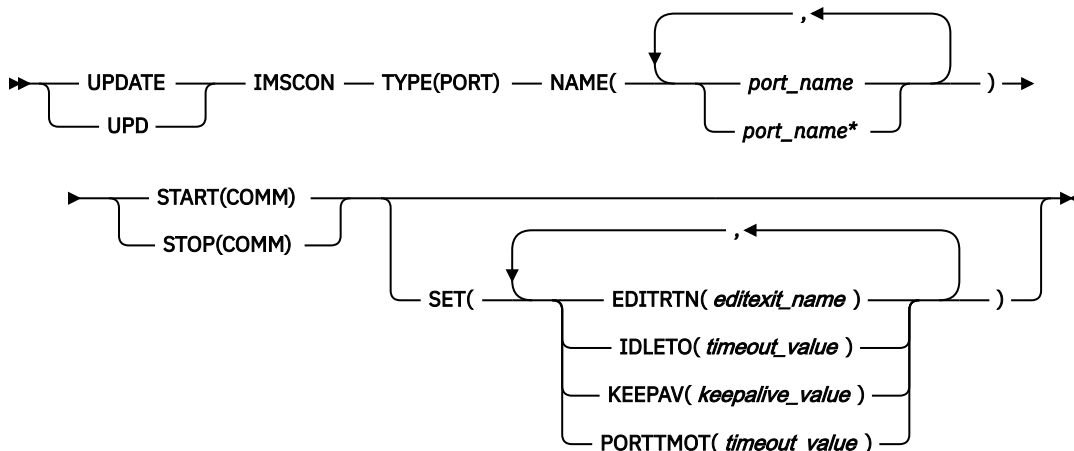 ,
UPDATE IMSCON TYPE(PORT) NAME( port_name )
UPD port_name*
START(COMM)
STOP(COMM)
,
SET( EDITRTN( editexit_name ) )
IDLETO( timeout_value )
KEEPAV( keepalive_value )
PORTTMOT( timeout_value )